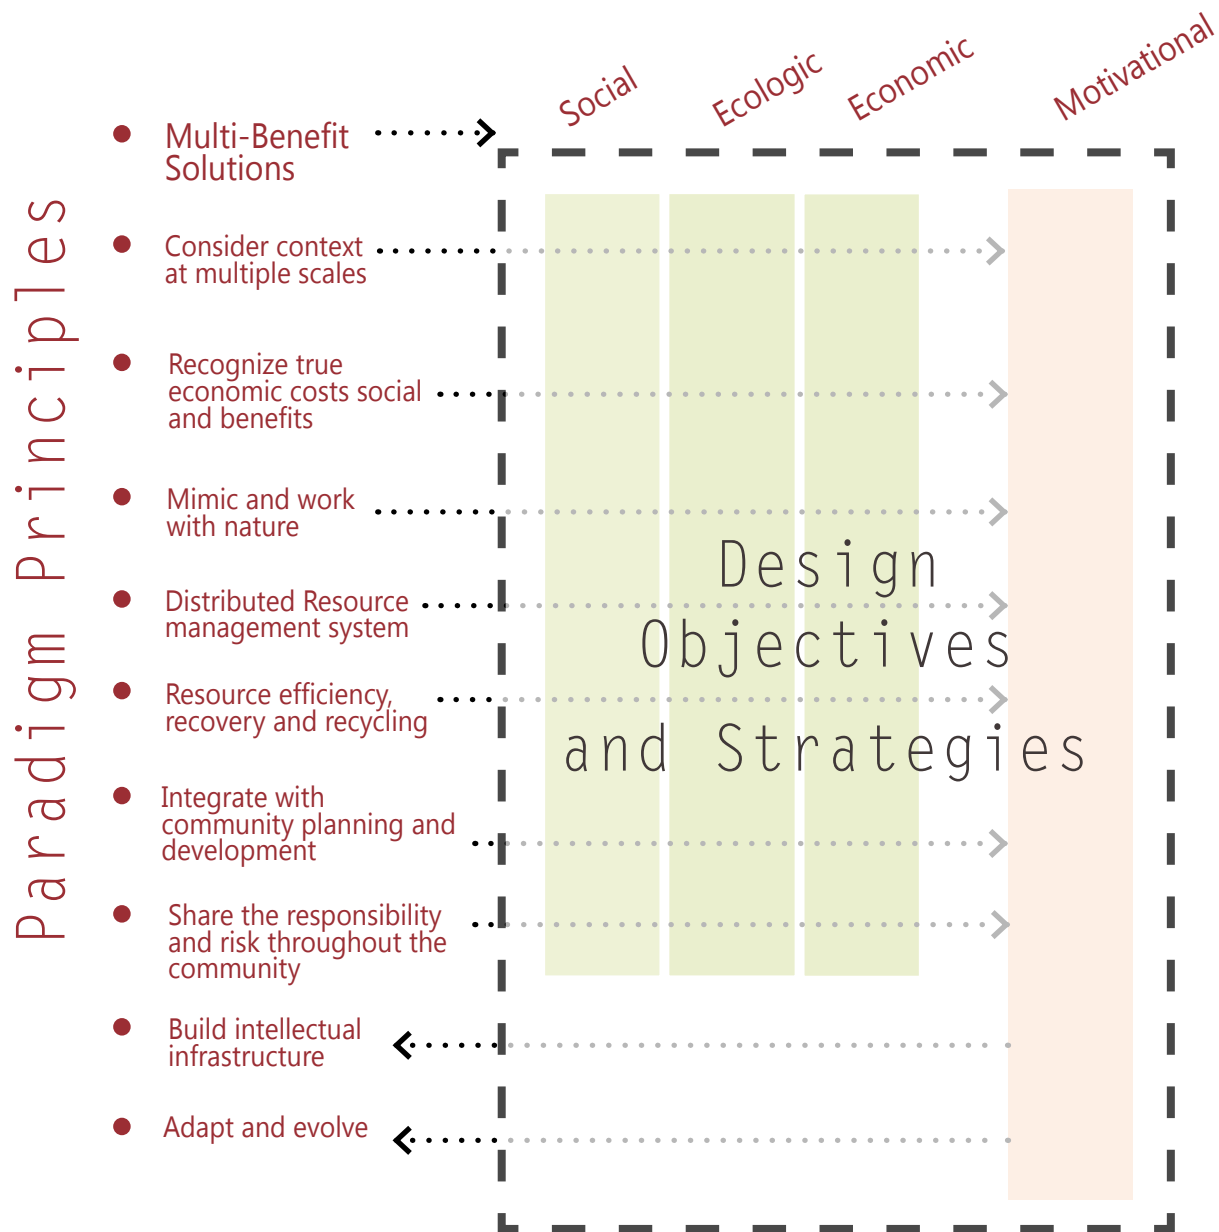 Social
Ecologic
Economic
Motivational
Paradigm Principles
Multi-Benefit
Solutions
Consider context
at multiple scales
Recognize true
economic costs social
and benefits
Mimic and work
with nature
Distributed Resource
management system
Resource efficiency,
recovery and recycling
Integrate with
community planning and
development
Share the responsibility
and risk throughout the
community
Build intellectual
infrastructure
Adapt and evolve
Design
Objectives
and Strategies